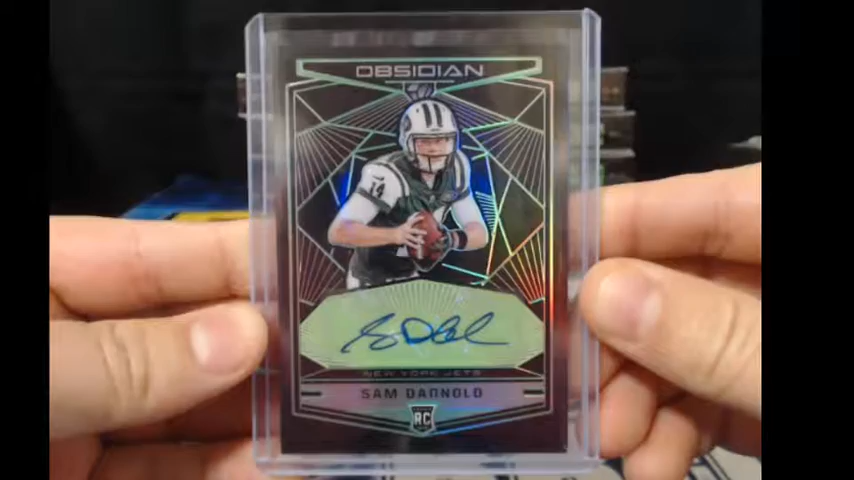 OBSIDIAN
14
NEW YORK JETS
SAM DARNOLD
RC